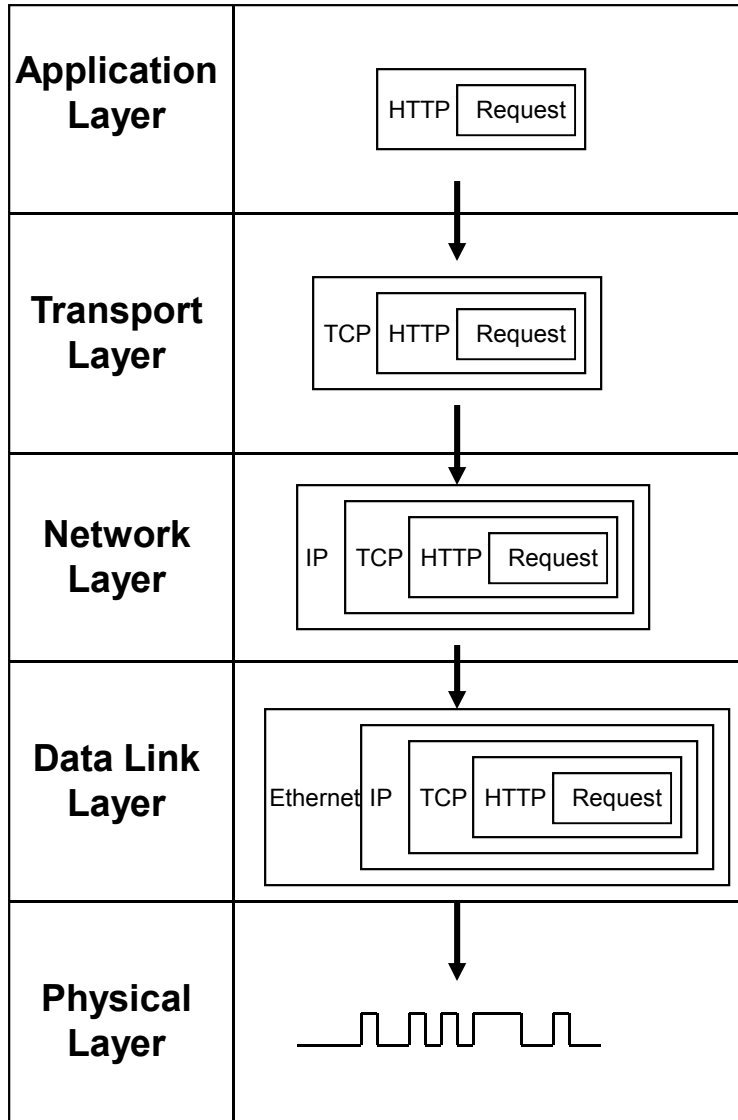 Application
Layer
HTTP Request
Transport
Layer
TCP HTTP Request
Network
Layer
IP TCP HTTP Request
Data Link
Layer
Ethernet IP TCP HTTP Request
Physical
Layer